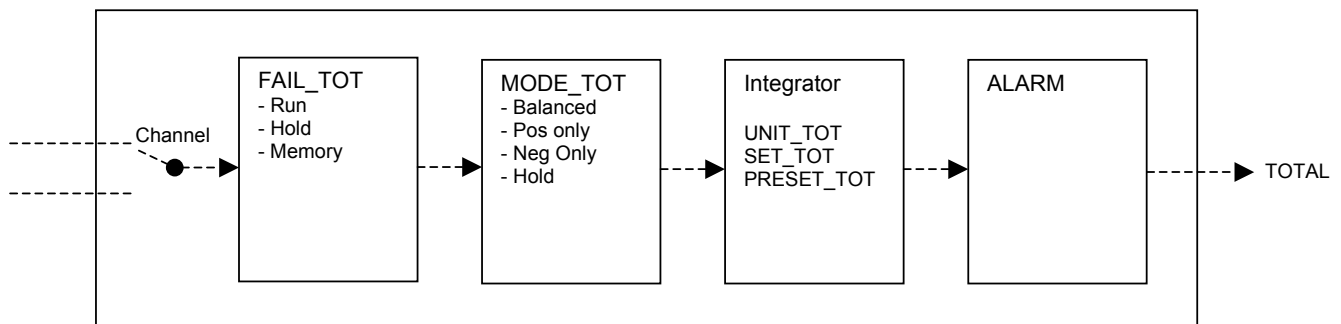 Channel
FAIL_TOT
- Run
- Hold
- Memory
MODE_TOT
- Balanced
- Pos only
- Neg Only
- Hold
Integrator
UNIT_TOT
SET_TOT
PRESET_TOT
ALARM
TOTAL